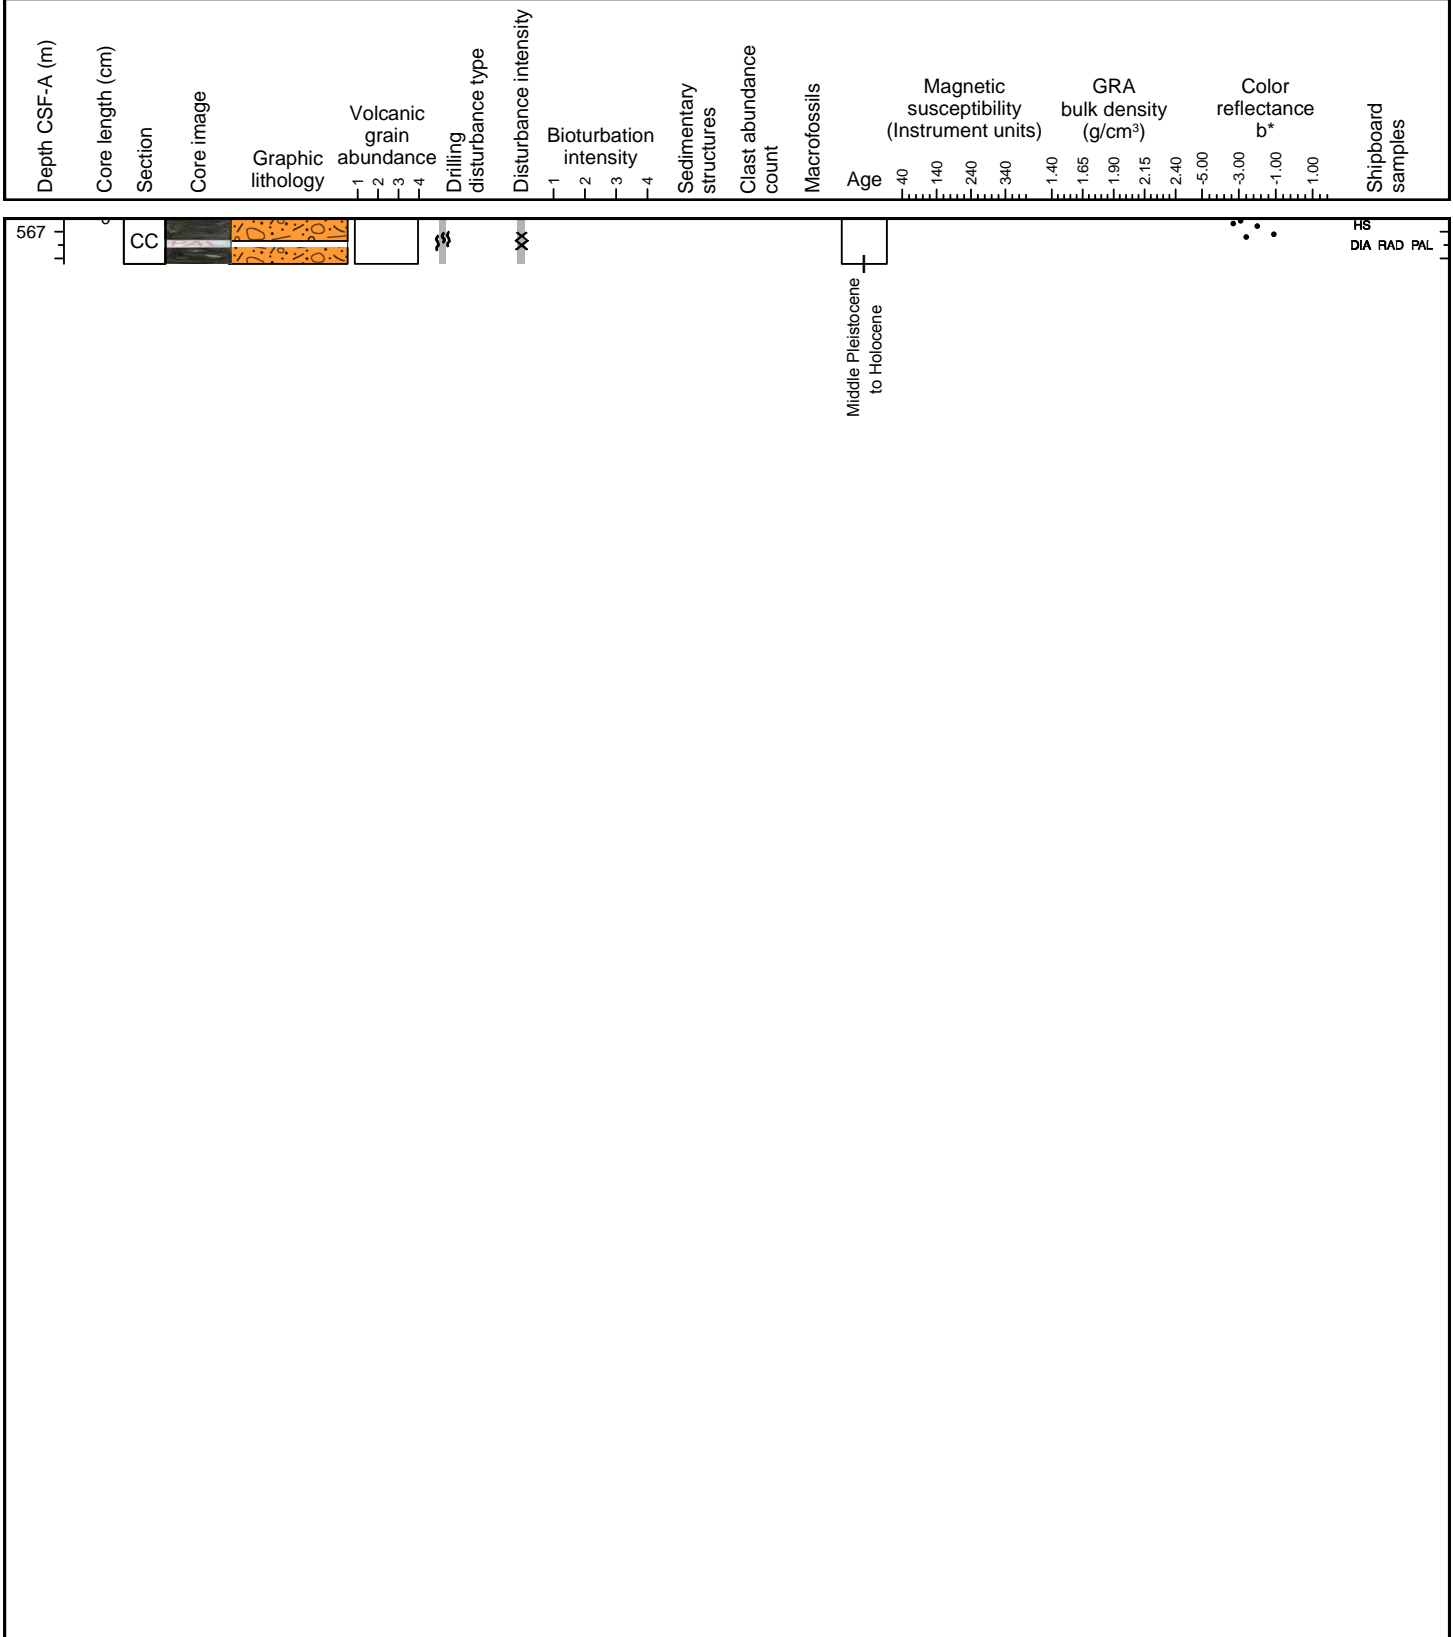 Depth CSF-A (m)
Core length (cm)
Section
Core image
Graphic
lithology
Volcanic
grain
abundance
1 2 3 4
Drilling
disturbance type
Disturbance intensity
Bioturbation
intensity
1 2 3 4
Sedimentary
structures
Clast abundance
count
Macrofossils
Age
Magnetic
susceptibility
(Instrument units)
40 140 240 340
GRA
bulk density
(g/cm³)
1.40 1.65 1.90 2.15 2.40
Color
reflectance
b*
-5.00 -3.00 -1.00 1.00
Shipboard
samples
567
0
CC
PAL
HS
DIA RAD PAL
Middle Pleistocene
to Holocene